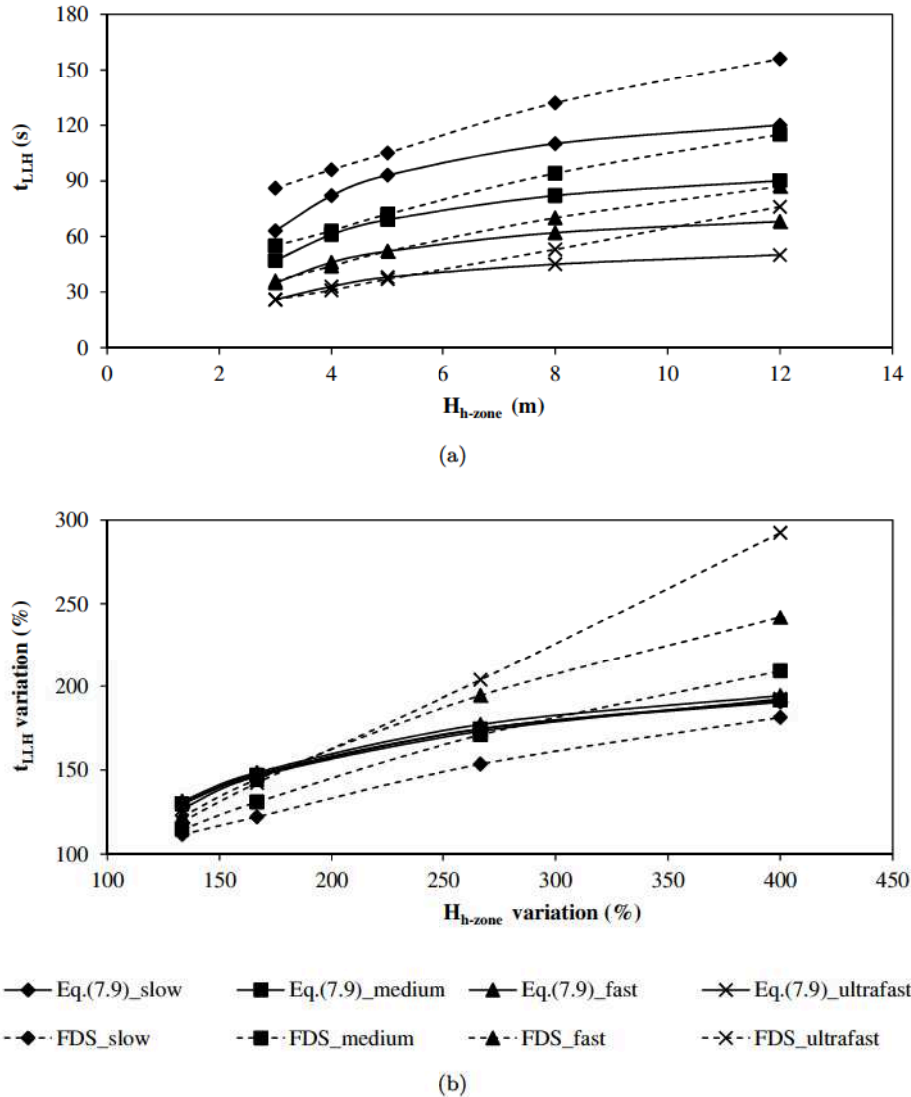 180
150
120
90
60
30
0
t_LLH (s)
0 2 4 6 8 10 12 14
H_h-zone (m)
(a)
300
250
200
150
100
t_LLH variation (%)
100 150 200 250 300 350 400 450
H_h-zone variation (%)
Eq.(7.9)_slow Eq.(7.9)_medium Eq.(7.9)_fast Eq.(7.9)_ultrafast
FDS_slow FDS_medium FDS_fast FDS_ultrafast
(b)